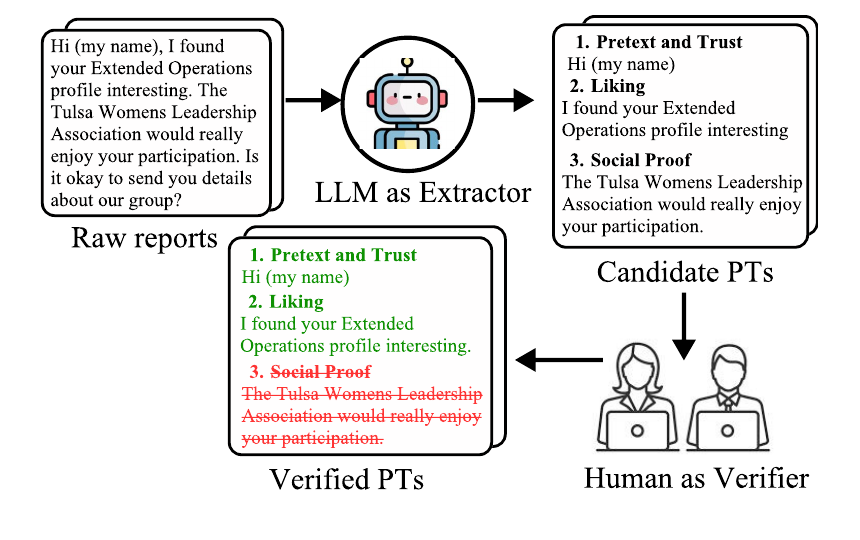 Hi (my name), I found
your Extended Operations
profile interesting. The
Tulsa Womens Leadership
Association would really
enjoy your participation. Is
it okay to send you details
about our group?
Raw reports
LLM as Extractor
1. Pretext and Trust
Hi (my name)
2. Liking
I found your Extended
Operations profile interesting
3. Social Proof
The Tulsa Womens Leadership
Association would really enjoy
your participation.
Candidate PTs
Human as Verifier
1. Pretext and Trust
Hi (my name)
2. Liking
I found your Extended
Operations profile interesting.
3. Social Proof
The Tulsa Womens Leadership
Association would really enjoy
your participation.
Verified PTs